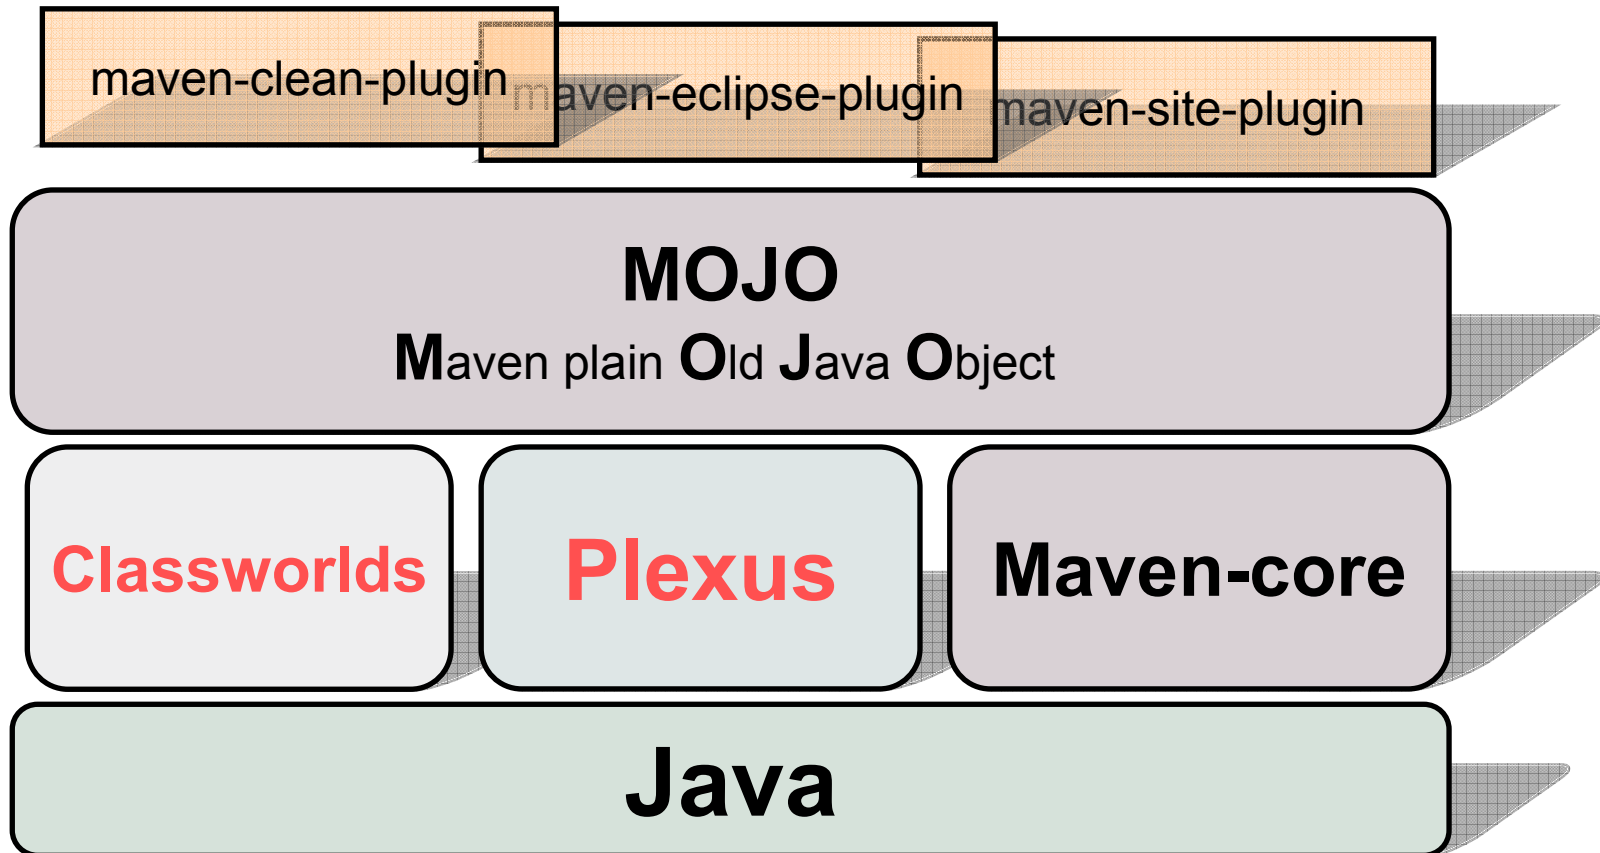 maven-clean-plugin
maven-eclipse-plugin
maven-site-plugin
MOJO
Maven plain Old Java Object
Classworlds
Plexus
Maven-core
Java